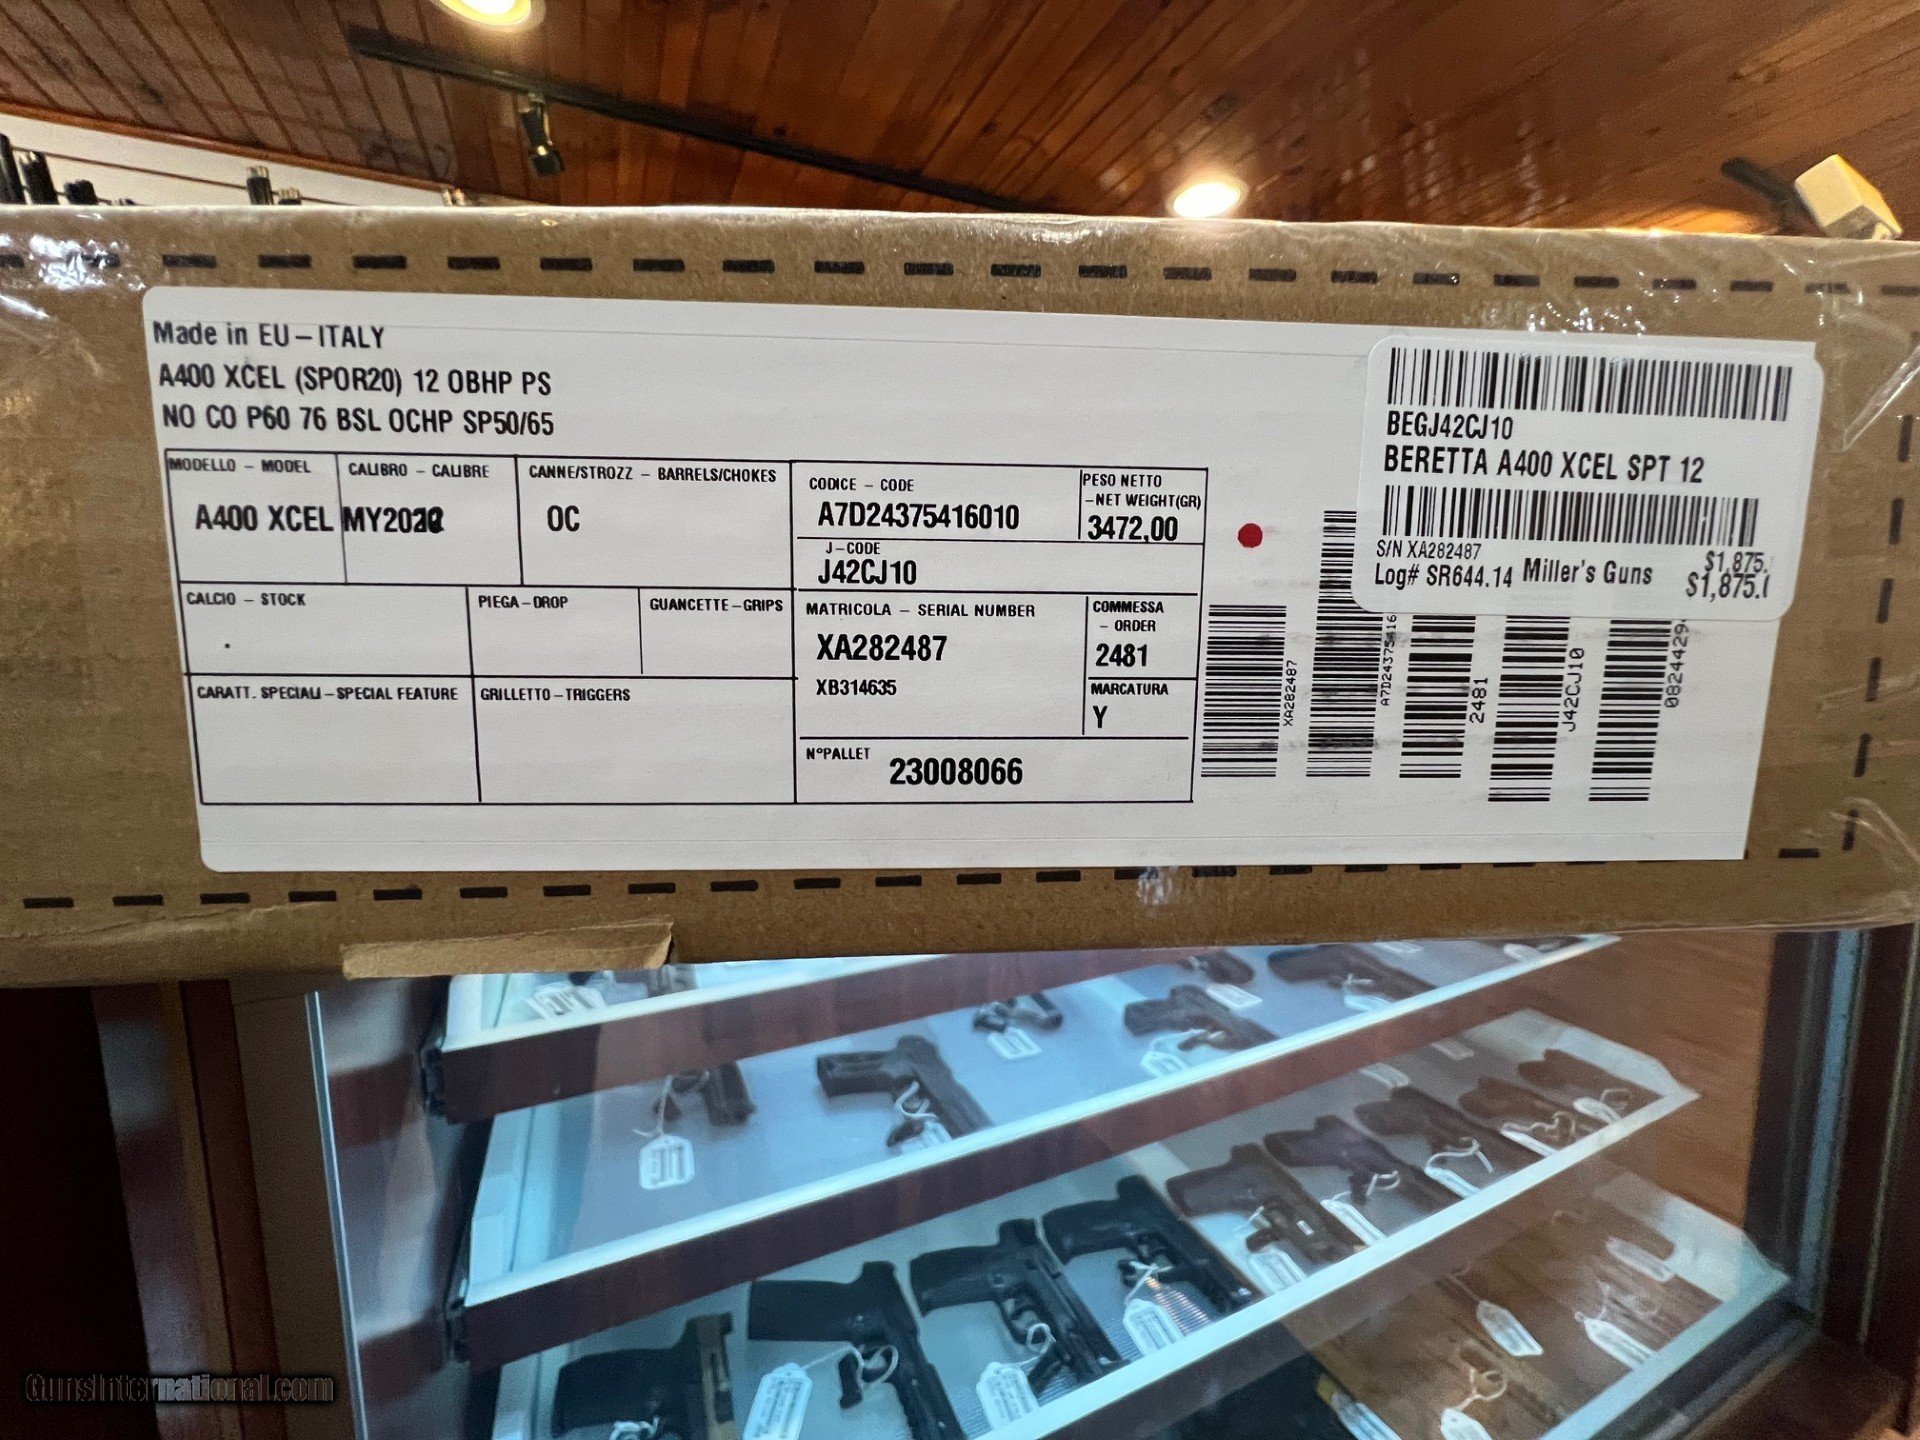 Made in EU-ITALY
A400 XCEL (SPOR20) 12 OBHP PS
NO CO P60 76 BSL OCHP SP50/65
MODELLO - MODEL
A400 XCEL
CALIBRO - CALIBRE
CANNE/STROZZ - BARRELS/CHOKES
OC
CODICE - CODE
A7D24375416010
PESO NETTO
-NET WEIGHT(GR)
3472,00
J-CODE
J42CJ10
CALCIO - STOCK
PIEGA-DROP
GUANCETTE-GRIPS
MATRICOLA - SERIAL NUMBER
XA282487
XB314635
COMMESSA
- ORDER
2481
MARCATURA
Y
CARATT. SPECIALI-SPECIAL FEATURE
GRILLETTO-TRIGGERS
N°PALLET
23008066
BEGJ42CJ10
BERETTA A400 XCEL SPT 12
S/N XA282487
$1,875.
Log# SR644.14 Miller's Guns
XA282487
A7D24375416
2481
J42CJ10
0824429
GunsInternational.com